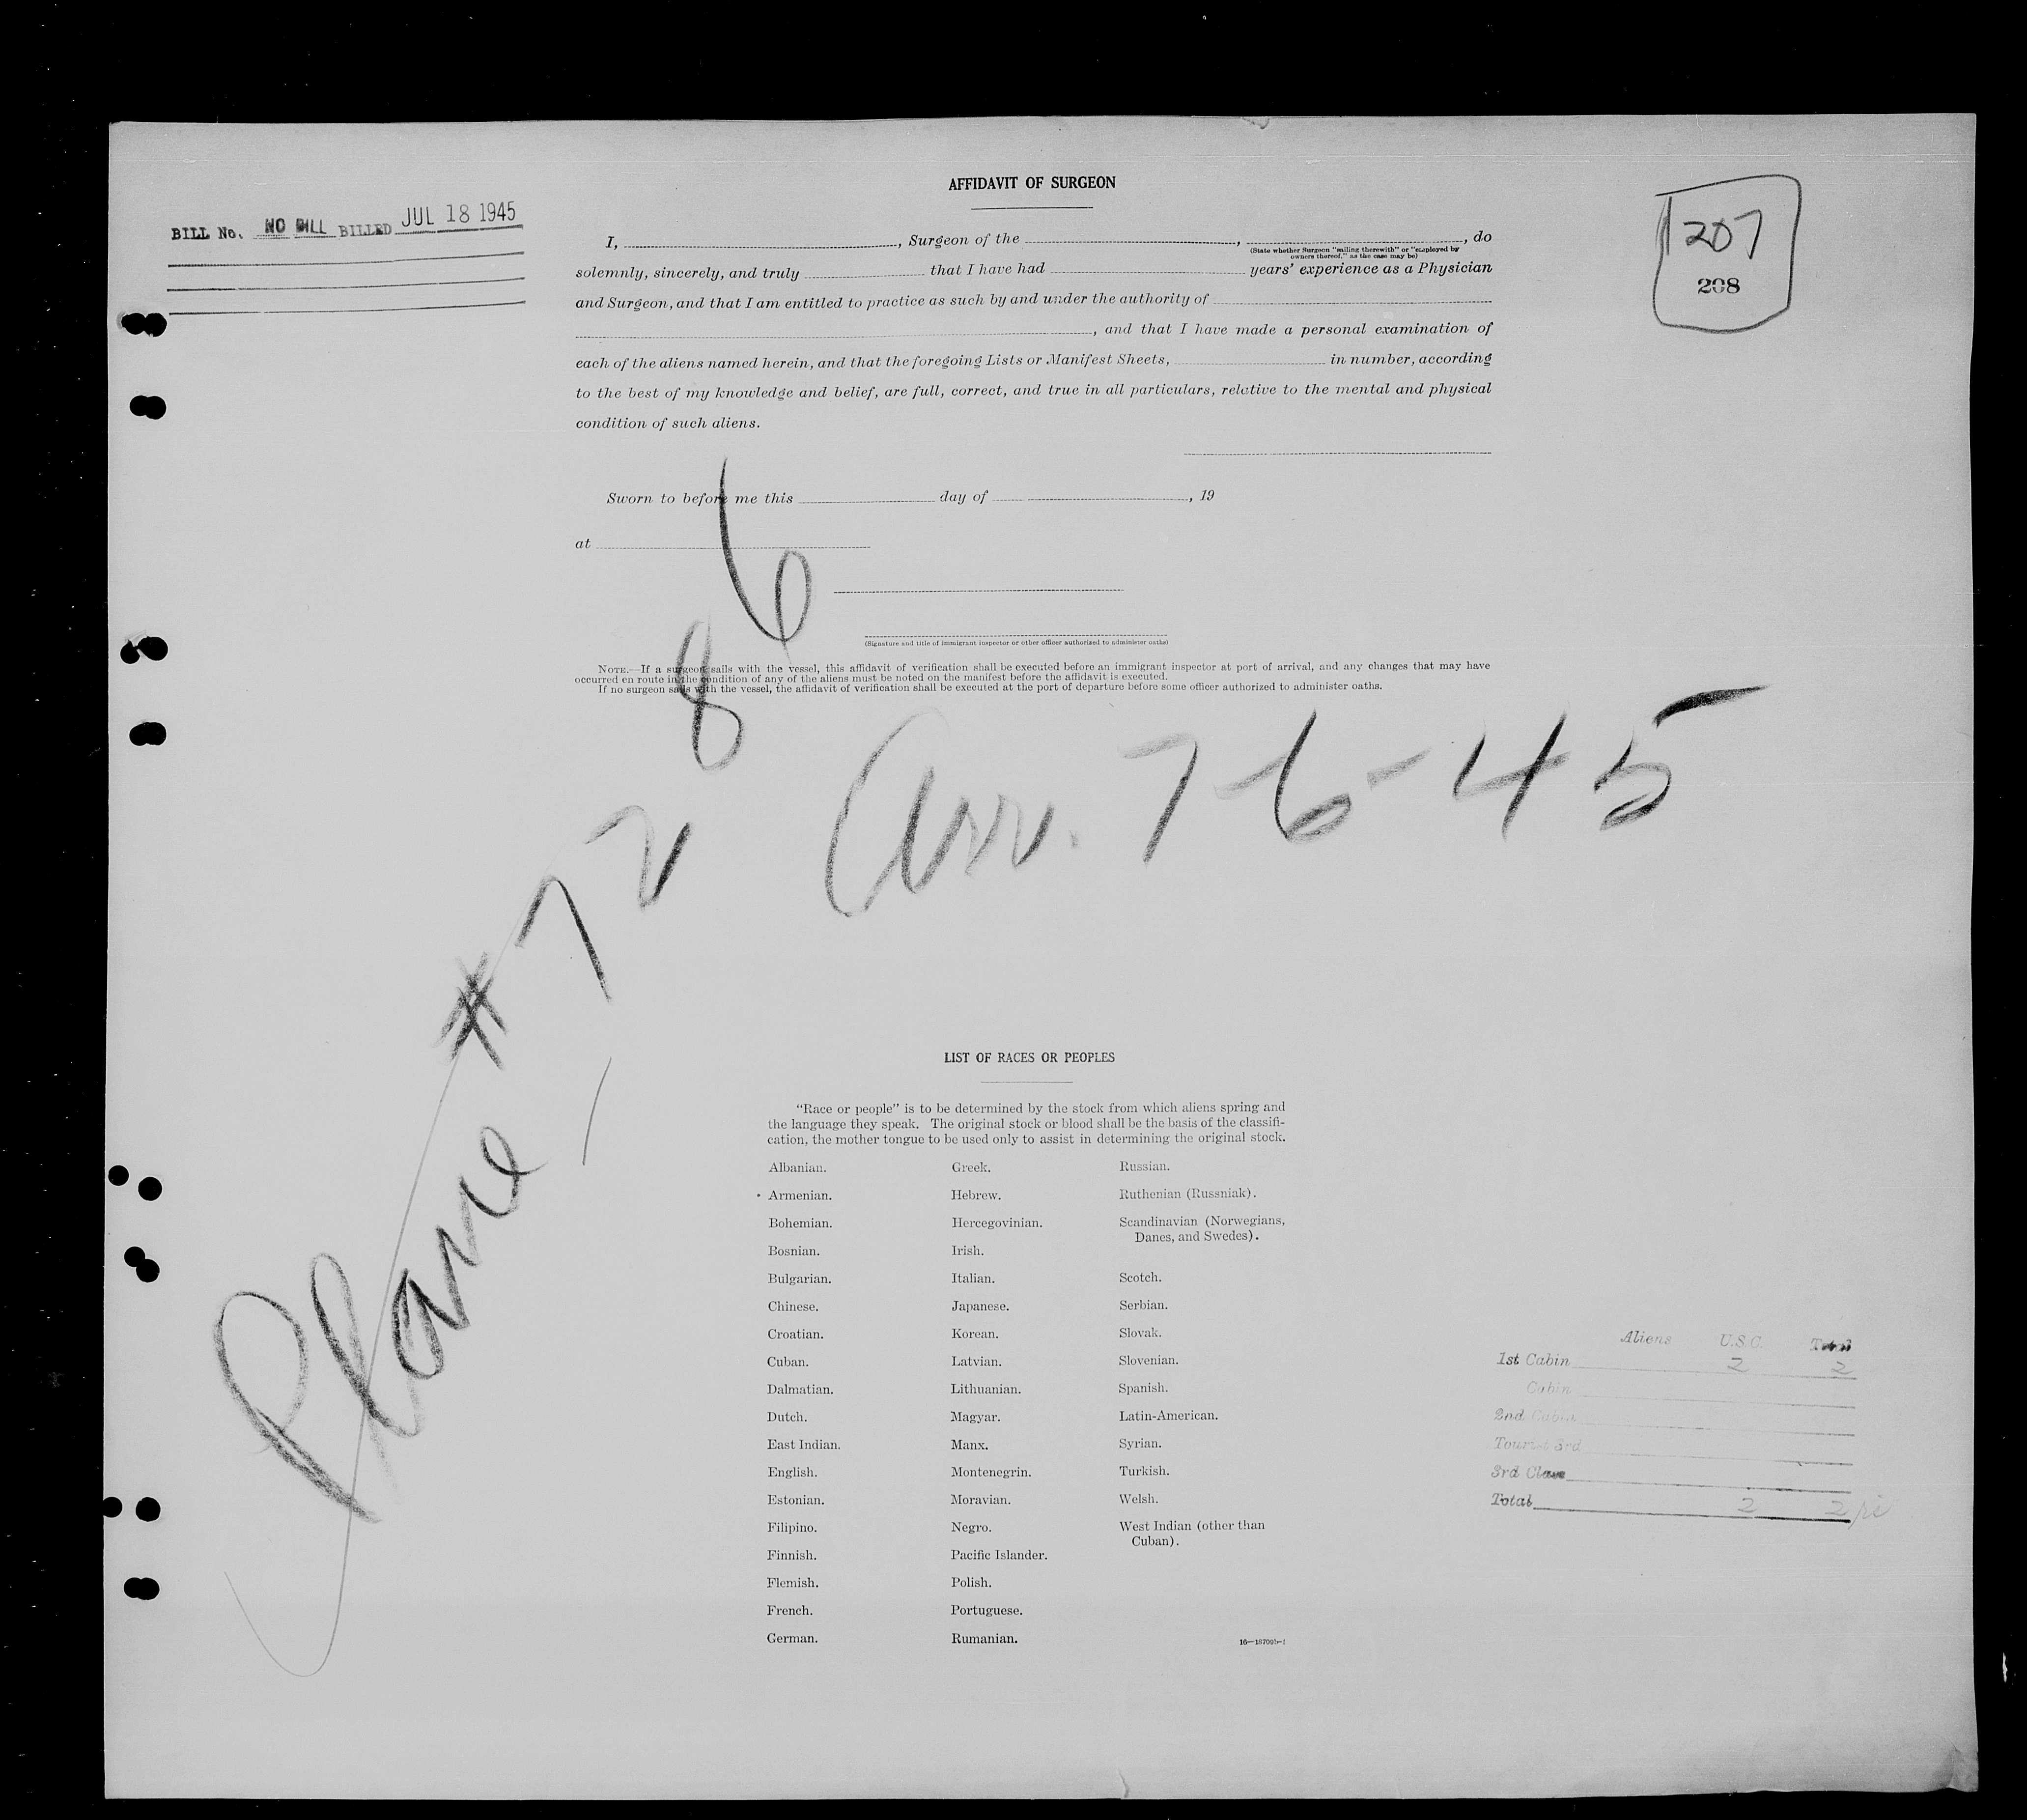 AFFIDAVIT OF SURGEON
BILL No. NO BILL BILLED JUL 18 1945
207
208
I, , Surgeon of the , , do
(State whether Surgeon "sailing therewith" or "employed by
owners thereof," as the case may be)
solemnly, sincerely, and truly that I have had years' experience as a Physician
and Surgeon, and that I am entitled to practice as such by and under the authority of
, and that I have made a personal examination of
each of the aliens named herein, and that the foregoing Lists or Manifest Sheets, in number, according
to the best of my knowledge and belief, are full, correct, and true in all particulars, relative to the mental and physical
condition of such aliens.
Sworn to before me this day of , 19
at
(Signature and title of immigrant inspector or other officer authorized to administer oaths)
NOTE.—If a surgeon sails with the vessel, this affidavit of verification shall be executed before an immigrant inspector at port of arrival, and any changes that may have
occurred en route in the condition of any of the aliens must be noted on the manifest before the affidavit is executed.
If no surgeon sails with the vessel, the affidavit of verification shall be executed at the port of departure before some officer authorized to administer oaths.
Plane #7286
Arr. 7-6-45
LIST OF RACES OR PEOPLES
"Race or people" is to be determined by the stock from which aliens spring and
the language they speak. The original stock or blood shall be the basis of the classifi-
cation, the mother tongue to be used only to assist in determining the original stock.
Albanian.
Armenian.
Bohemian.
Bosnian.
Bulgarian.
Chinese.
Croatian.
Cuban.
Dalmatian.
Dutch.
East Indian.
English.
Estonian.
Filipino.
Finnish.
Flemish.
French.
German.
Greek.
Hebrew.
Hercegovinian.
Irish.
Italian.
Japanese.
Korean.
Latvian.
Lithuanian.
Magyar.
Manx.
Montenegrin.
Moravian.
Negro.
Pacific Islander.
Polish.
Portuguese.
Rumanian.
Russian.
Ruthenian (Russniak).
Scandinavian (Norwegians,
Danes, and Swedes).
Scotch.
Serbian.
Slovak.
Slovenian.
Spanish.
Latin-American.
Syrian.
Turkish.
Welsh.
West Indian (other than
Cuban).
16—18709b-1
Aliens U.S.C. Total
1st Cabin 2 2
Cabin
2nd Cabin
Tourist 3rd
3rd Class
Total 2 2